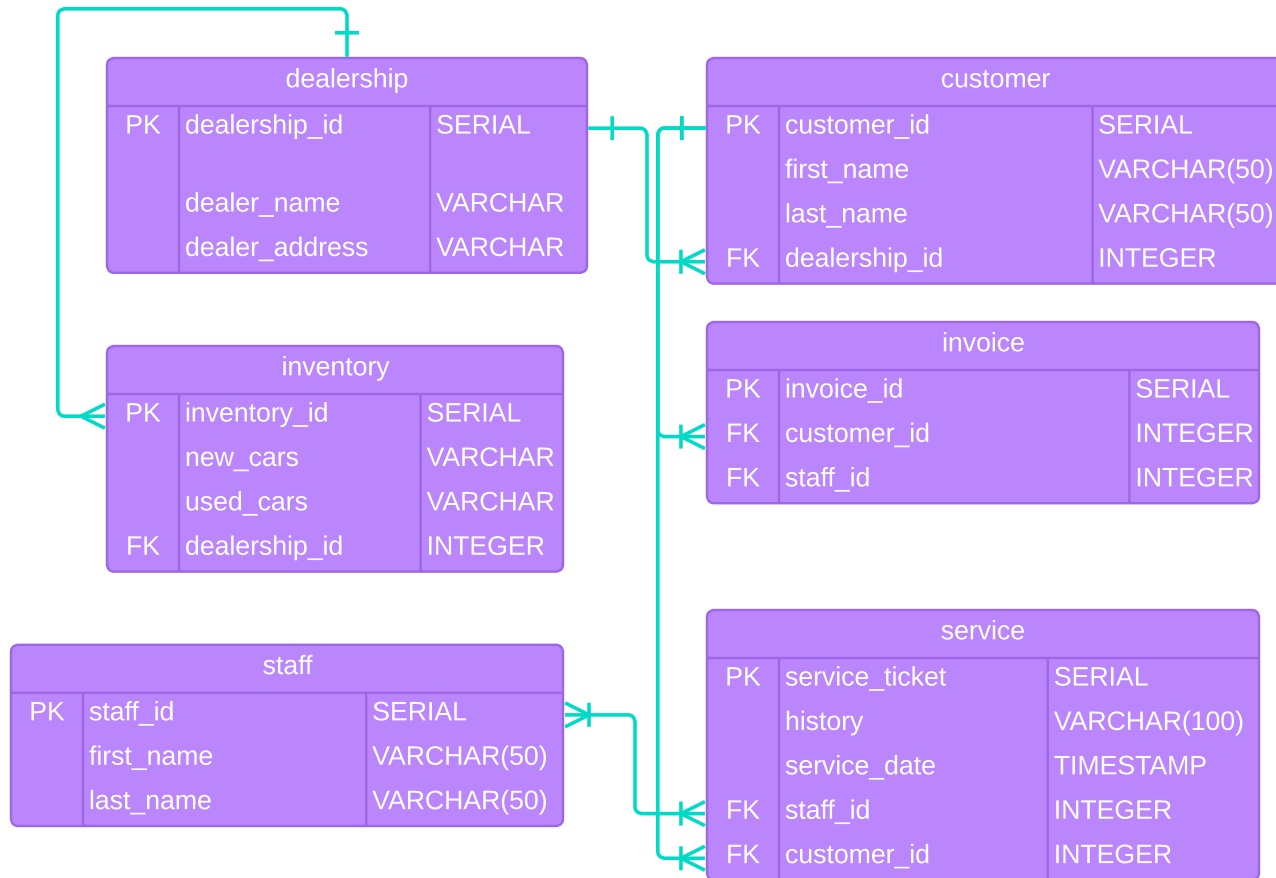 dealership
PK dealership_id SERIAL
dealer_name VARCHAR
dealer_address VARCHAR
customer
PK customer_id SERIAL
first_name VARCHAR(50)
last_name VARCHAR(50)
FK dealership_id INTEGER
inventory
PK inventory_id SERIAL
new_cars VARCHAR
used_cars VARCHAR
FK dealership_id INTEGER
invoice
PK invoice_id SERIAL
FK customer_id INTEGER
FK staff_id INTEGER
staff
PK staff_id SERIAL
first_name VARCHAR(50)
last_name VARCHAR(50)
service
PK service_ticket SERIAL
history VARCHAR(100)
service_date TIMESTAMP
FK staff_id INTEGER
FK customer_id INTEGER